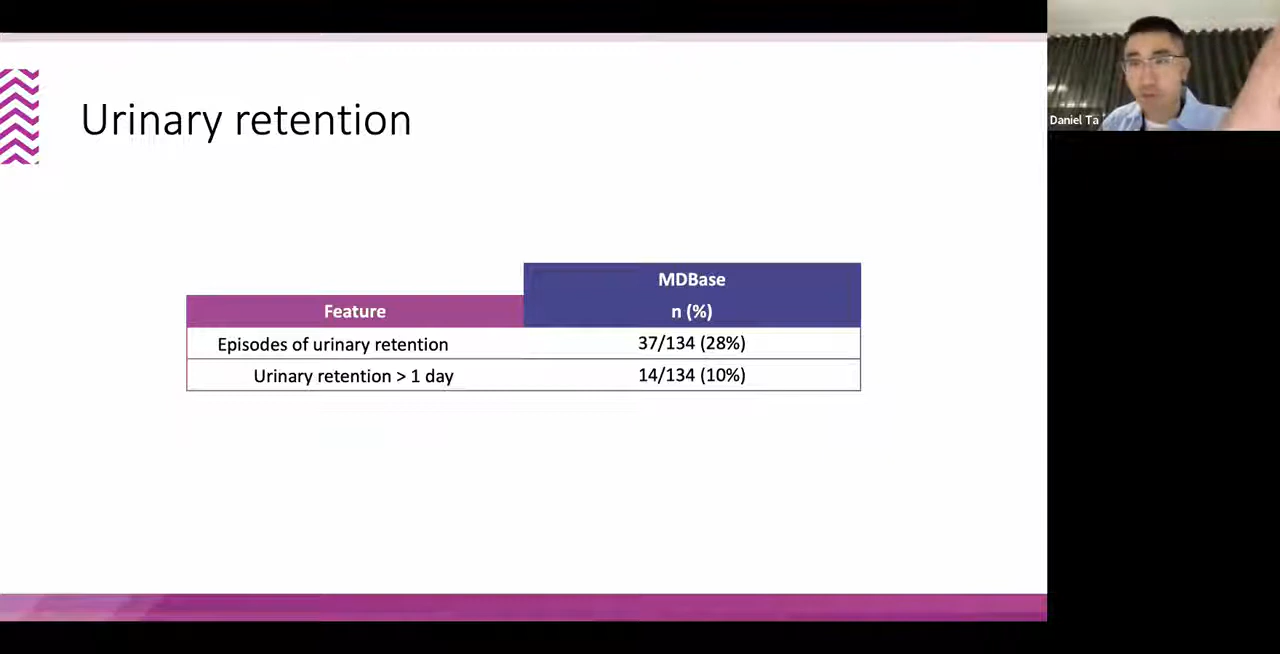 Urinary retention
MDBase
Feature
n (%)
Episodes of urinary retention
37/134 (28%)
Urinary retention > 1 day
14/134 (10%)
Daniel Ta